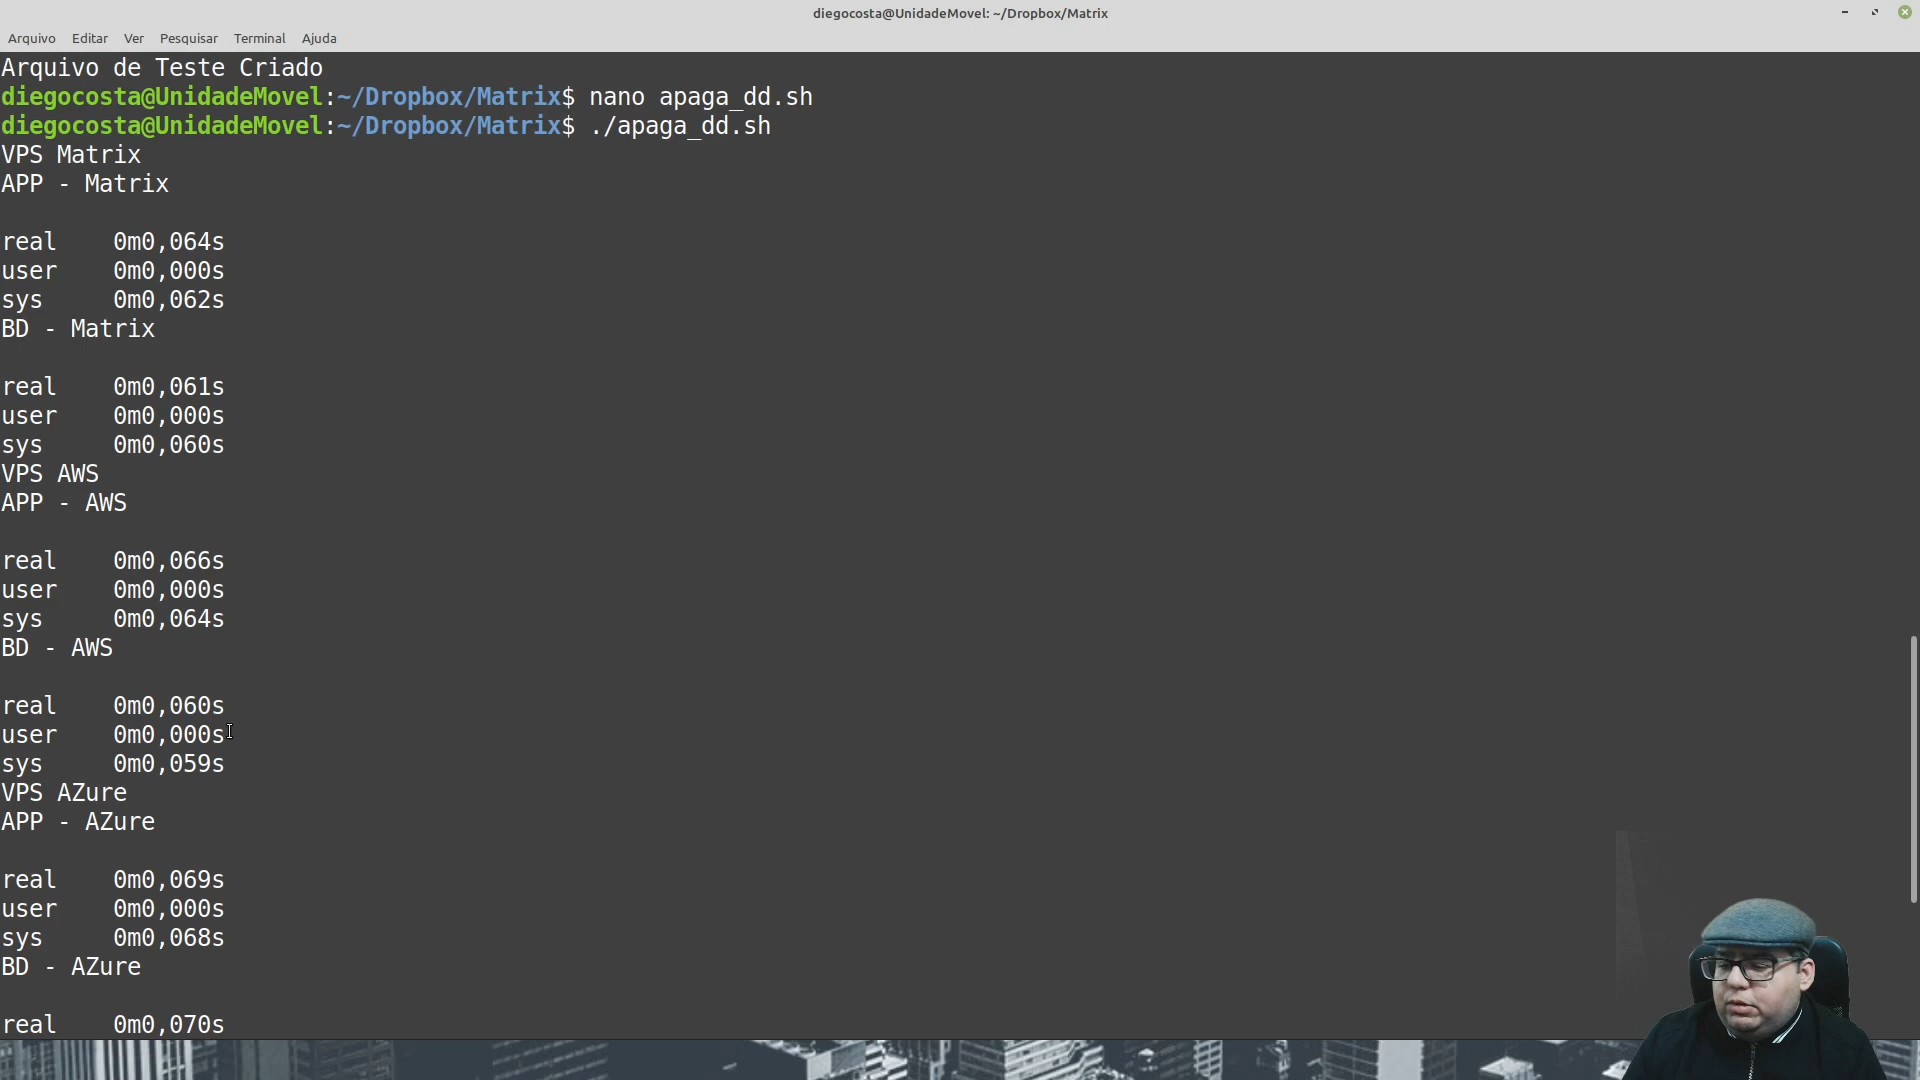 diegocosta@UnidadeMovel: ~/Dropbox/Matrix
Arquivo Editar Ver Pesquisar Terminal Ajuda
Arquivo de Teste Criado
diegocosta@UnidadeMovel:~/Dropbox/Matrix$ nano apaga_dd.sh
diegocosta@UnidadeMovel:~/Dropbox/Matrix$ ./apaga_dd.sh
VPS Matrix
APP - Matrix
real 0m0,064s
user 0m0,000s
sys 0m0,062s
BD - Matrix
real 0m0,061s
user 0m0,000s
sys 0m0,060s
VPS AWS
APP - AWS
real 0m0,066s
user 0m0,000s
sys 0m0,064s
BD - AWS
real 0m0,060s
user 0m0,000s
sys 0m0,059s
VPS AZure
APP - AZure
real 0m0,069s
user 0m0,000s
sys 0m0,068s
BD - AZure
real 0m0,070s